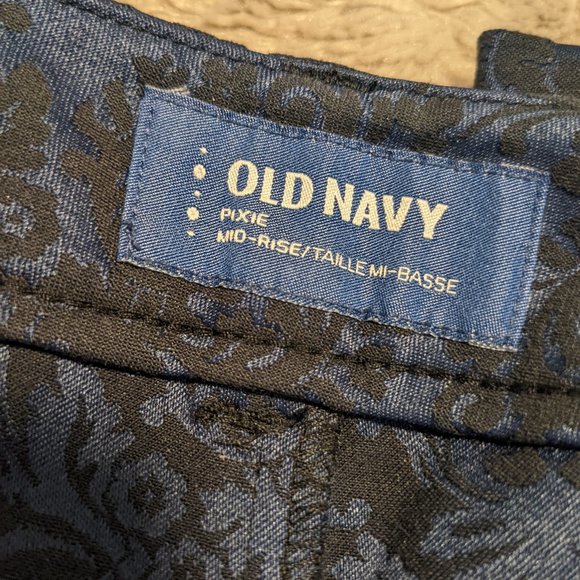 OLD NAVY
PIXIE
MID-RISE/TAILLE MI-BASSE